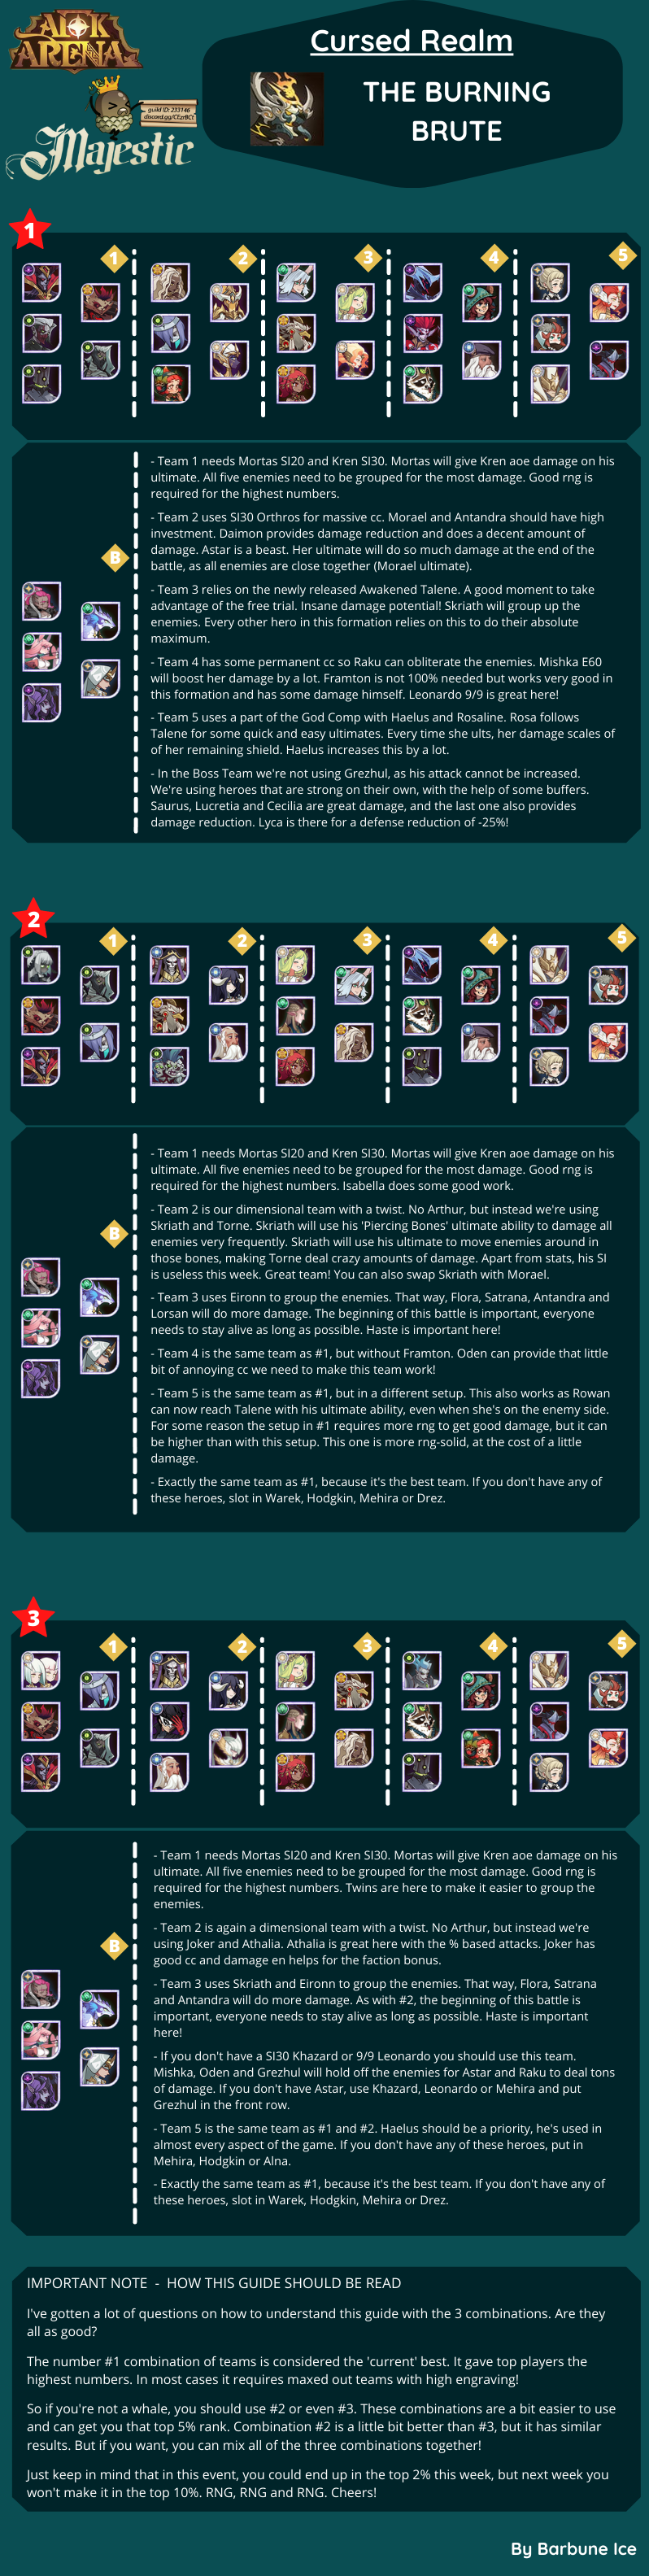 AFK
ARENA
guild ID: 233146
Majestic
Cursed Realm
THE BURNING
BRUTE
1
1
2
3
4
5
B
- Team 1 needs Mortas SI20 and Kren SI30. Mortas will give Kren aoe damage on his
ultimate. All five enemies need to be grouped for the most damage. Good rng is
required for the highest numbers.
- Team 2 uses SI30 Orthros for massive cc. Morael and Antandra should have high
investment. Daimon provides damage reduction and does a decent amount of
damage. Astar is a beast. Her ultimate will do so much damage at the end of the
battle, as all enemies are close together (Morael ultimate).
- Team 3 relies on the newly released Awakened Talene. A good moment to take
advantage of the free trial. Insane damage potential! Skriath will group up the
enemies. Every other hero in this formation relies on this to do their absolute
maximum.
- Team 4 has some permanent cc so Raku can obliterate the enemies. Mishka E60
will boost her damage by a lot. Framton is not 100% needed but works very good in
this formation and has some damage himself. Leonardo 9/9 is great here!
- Team 5 uses a part of the God Comp with Haelus and Rosaline. Rosa follows
Talene for some quick and easy ultimates. Every time she ults, her damage scales of
of her remaining shield. Haelus increases this by a lot.
- In the Boss Team we're not using Grezhul, as his attack cannot be increased.
We're using heroes that are strong on their own, with the help of some buffers.
Saurus, Lucretia and Cecilia are great damage, and the last one also provides
damage reduction. Lyca is there for a defense reduction of -25%!
2
1
2
3
4
5
B
- Team 1 needs Mortas SI20 and Kren SI30. Mortas will give Kren aoe damage on his
ultimate. All five enemies need to be grouped for the most damage. Good rng is
required for the highest numbers. Isabella does some good work.
- Team 2 is our dimensional team with a twist. No Arthur, but instead we're using
Skriath and Torne. Skriath will use his 'Piercing Bones' ultimate ability to damage all
enemies very frequently. Skriath will use his ultimate to move enemies around in
those bones, making Torne deal crazy amounts of damage. Apart from stats, his SI
is useless this week. Great team! You can also swap Skriath with Morael.
- Team 3 uses Eironn to group the enemies. That way, Flora, Satrana, Antandra and
Lorsan will do more damage. The beginning of this battle is important, everyone
needs to stay alive as long as possible. Haste is important here!
- Team 4 is the same team as #1, but without Framton. Oden can provide that little
bit of annoying cc we need to make this team work!
- Team 5 is the same team as #1, but in a different setup. This also works as Rowan
can now reach Talene with his ultimate ability, even when she's on the enemy side.
For some reason the setup in #1 requires more rng to get good damage, but it can
be higher than with this setup. This one is more rng-solid, at the cost of a little
damage.
- Exactly the same team as #1, because it's the best team. If you don't have any of
these heroes, slot in Warek, Hodgkin, Mehira or Drez.
3
1
2
3
4
5
B
- Team 1 needs Mortas SI20 and Kren SI30. Mortas will give Kren aoe damage on his
ultimate. All five enemies need to be grouped for the most damage. Good rng is
required for the highest numbers. Twins are here to make it easier to group the
enemies.
- Team 2 is again a dimensional team with a twist. No Arthur, but instead we're
using Joker and Athalia. Athalia is great here with the % based attacks. Joker has
good cc and damage en helps for the faction bonus.
- Team 3 uses Skriath and Eironn to group the enemies. That way, Flora, Satrana
and Antandra will do more damage. As with #2, the beginning of this battle is
important, everyone needs to stay alive as long as possible. Haste is important
here!
- If you don't have a SI30 Khazard or 9/9 Leonardo you should use this team.
Mishka, Oden and Grezhul will hold off the enemies for Astar and Raku to deal tons
of damage. If you don't have Astar, use Khazard, Leonardo or Mehira and put
Grezhul in the front row.
- Team 5 is the same team as #1 and #2. Haelus should be a priority, he's used in
almost every aspect of the game. If you don't have any of these heroes, put in
Mehira, Hodgkin or Alna.
- Exactly the same team as #1, because it's the best team. If you don't have any of
these heroes, slot in Warek, Hodgkin, Mehira or Drez.
IMPORTANT NOTE - HOW THIS GUIDE SHOULD BE READ
I've gotten a lot of questions on how to understand this guide with the 3 combinations. Are they
all as good?
The number #1 combination of teams is considered the 'current' best. It gave top players the
highest numbers. In most cases it requires maxed out teams with high engraving!
So if you're not a whale, you should use #2 or even #3. These combinations are a bit easier to use
and can get you that top 5% rank. Combination #2 is a little bit better than #3, but it has similar
results. But if you want, you can mix all of the three combinations together!
Just keep in mind that in this event, you could end up in the top 2% this week, but next week you
won't make it in the top 10%. RNG, RNG and RNG. Cheers!
By Barbune Ice